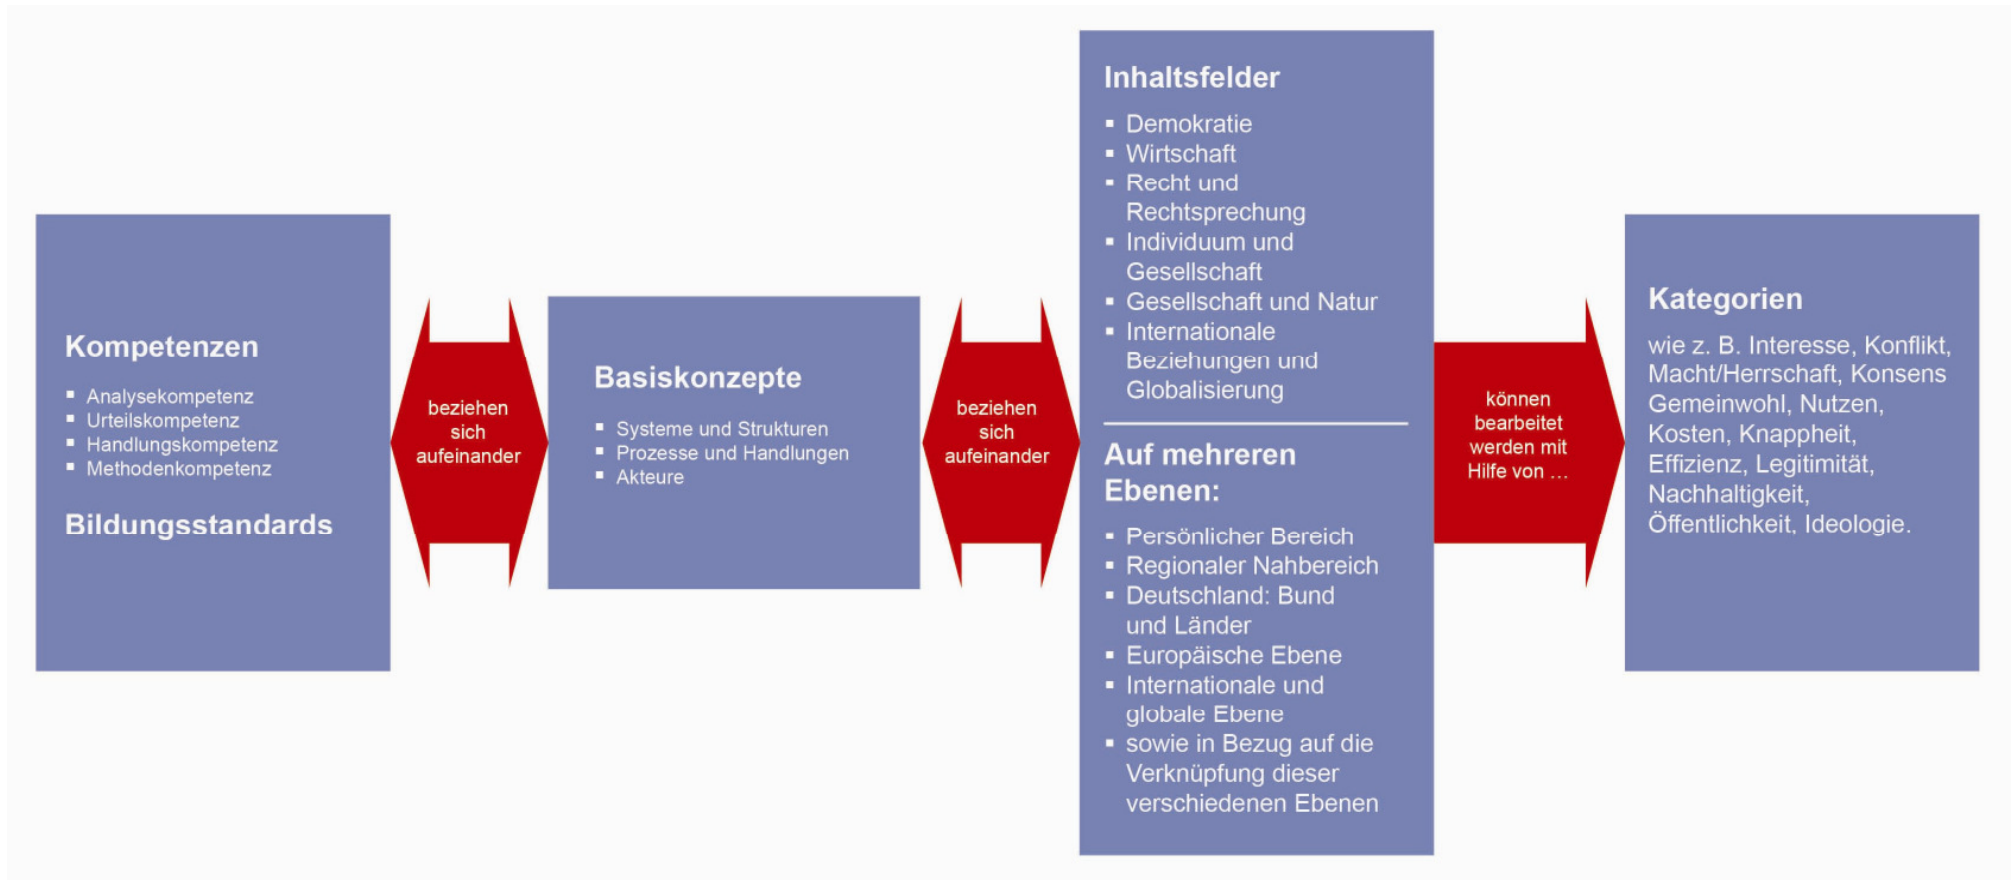 Kompetenzen
▪ Analysekompetenz
▪ Urteilskompetenz
▪ Handlungskompetenz
▪ Methodenkompetenz
Bildungsstandards
beziehen
sich
aufeinander
Basiskonzepte
▪ Systeme und Strukturen
▪ Prozesse und Handlungen
▪ Akteure
beziehen
sich
aufeinander
Inhaltsfelder
▪ Demokratie
▪ Wirtschaft
▪ Recht und
Rechtsprechung
▪ Individuum und
Gesellschaft
▪ Gesellschaft und Natur
▪ Internationale
Beziehungen und
Globalisierung
Auf mehreren
Ebenen:
▪ Persönlicher Bereich
▪ Regionaler Nahbereich
▪ Deutschland: Bund
und Länder
▪ Europäische Ebene
▪ Internationale und
globale Ebene
▪ sowie in Bezug auf die
Verknüpfung dieser
verschiedenen Ebenen
können
bearbeitet
werden mit
Hilfe von ...
Kategorien
wie z. B. Interesse, Konflikt,
Macht/Herrschaft, Konsens
Gemeinwohl, Nutzen,
Kosten, Knappheit,
Effizienz, Legitimität,
Nachhaltigkeit,
Öffentlichkeit, Ideologie.